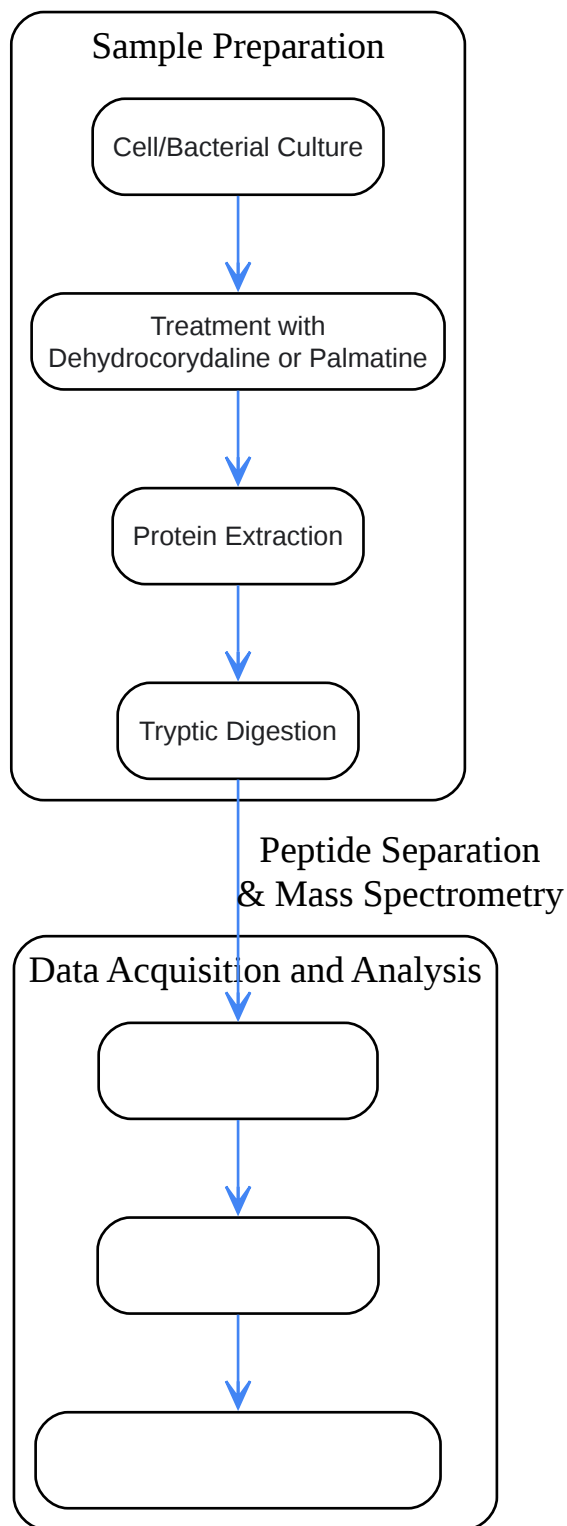 Sample Preparation
Cell/Bacterial Culture
Treatment with
Dehydrocorydaline or Palmatine
Protein Extraction
Tryptic Digestion
Peptide Separation
& Mass Spectrometry
Data Acquisition and Analysis